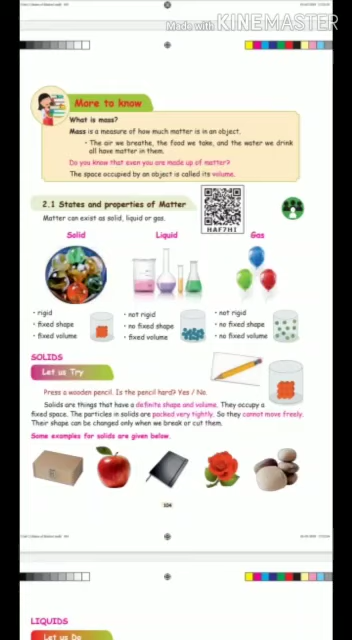 Made with KINEMASTER
More to know
What is mass?
Mass is a measure of how much matter is in an object.
• The air we breathe, the food we take, and the water we drink
all have matter in them.
Do you know that even you are made up of matter?
The space occupied by an object is called its volume.
2.1 States and properties of Matter
HAF7HI
Matter can exist as solid, liquid or gas.
Solid Liquid Gas
• rigid
• fixed shape
• fixed volume
• not rigid
• no fixed shape
• fixed volume
• not rigid
• no fixed shape
• no fixed volume
SOLIDS
Let us Try
Press a wooden pencil. Is the pencil hard? Yes / No.
Solids are things that have a definite shape and volume. They occupy a
fixed space. The particles in solids are packed very tightly. So they cannot move freely.
Their shape can be changed only when we break or cut them.
Some examples for solids are given below.
104
LIQUIDS
Let us Do